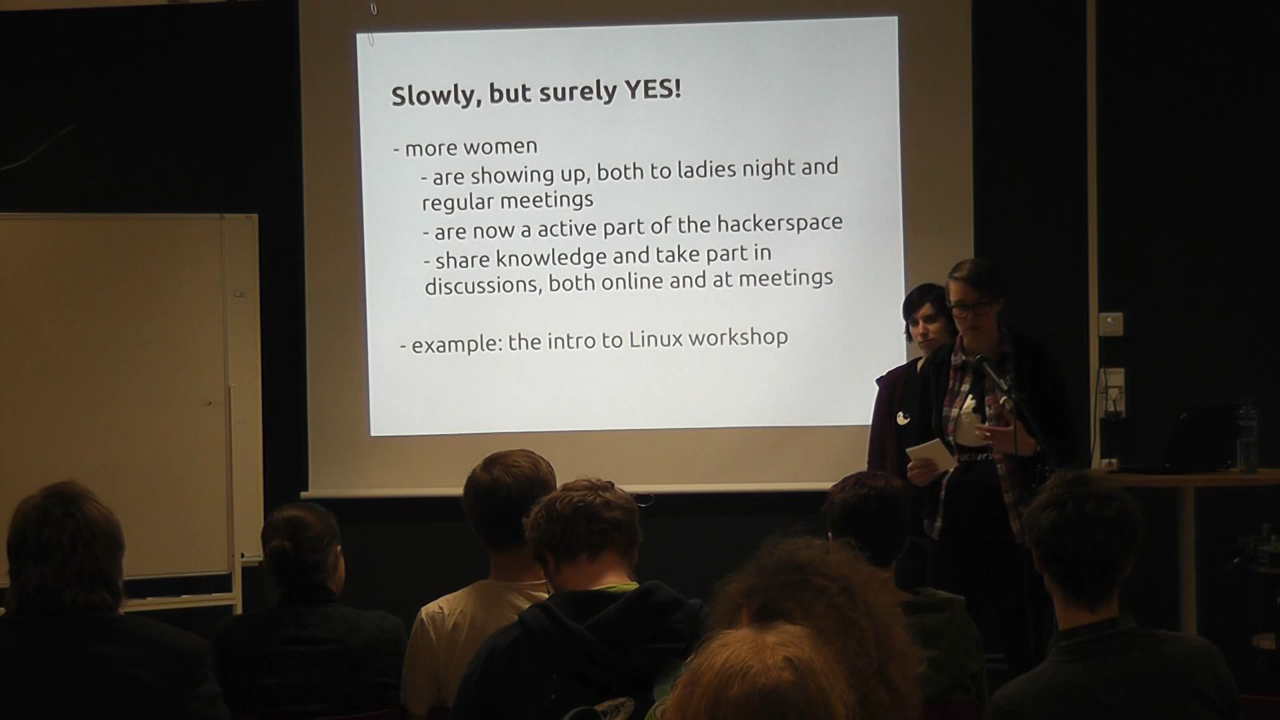 Slowly, but surely YES!
- more women
- are showing up, both to ladies night and
regular meetings
- are now a active part of the hackerspace
- share knowledge and take part in
discussions, both online and at meetings
- example: the intro to Linux workshop